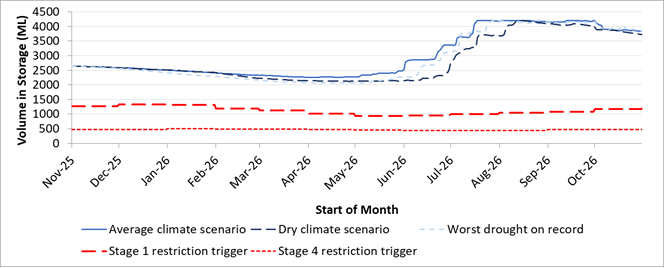 Volume in Storage (ML)
4500
4000
3500
3000
2500
2000
1500
1000
500
0
Nov-25
Dec-25
Jan-26
Feb-26
Mar-26
Apr-26
May-26
Jun-26
Jul-26
Aug-26
Sep-26
Oct-26
Start of Month
Average climate scenario
Dry climate scenario
Worst drought on record
Stage 1 restriction trigger
Stage 4 restriction trigger